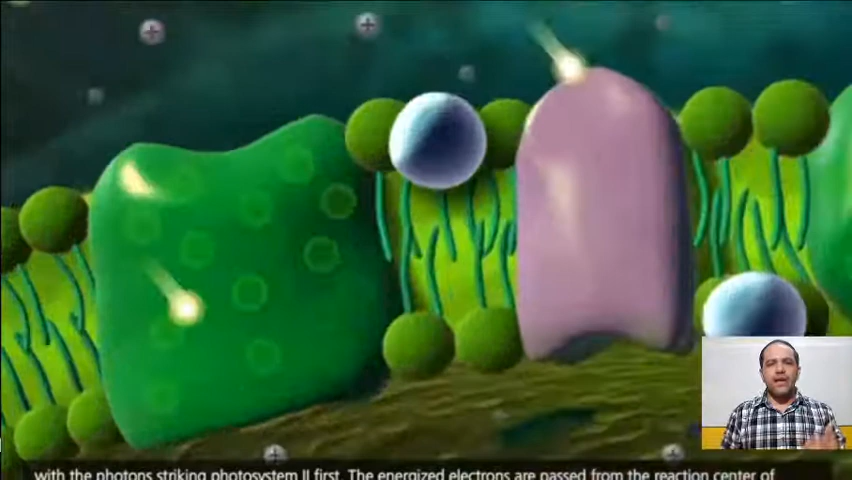 with the photons striking photosystem II first. The energized electrons are passed from the reaction center of